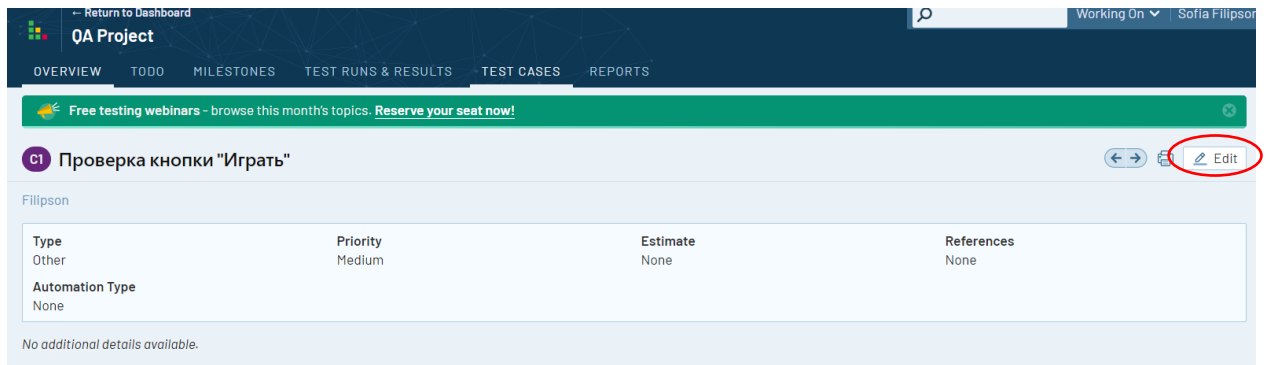 ← Return to Dashboard
Working On
Sofia Filipson
QA Project
OVERVIEW TODO MILESTONES TEST RUNS & RESULTS TEST CASES REPORTS
Free testing webinars - browse this month's topics. Reserve your seat now!
C1 Проверка кнопки "Играть"
Edit
Filipson
Type Priority Estimate References
Other Medium None None
Automation Type
None
No additional details available.